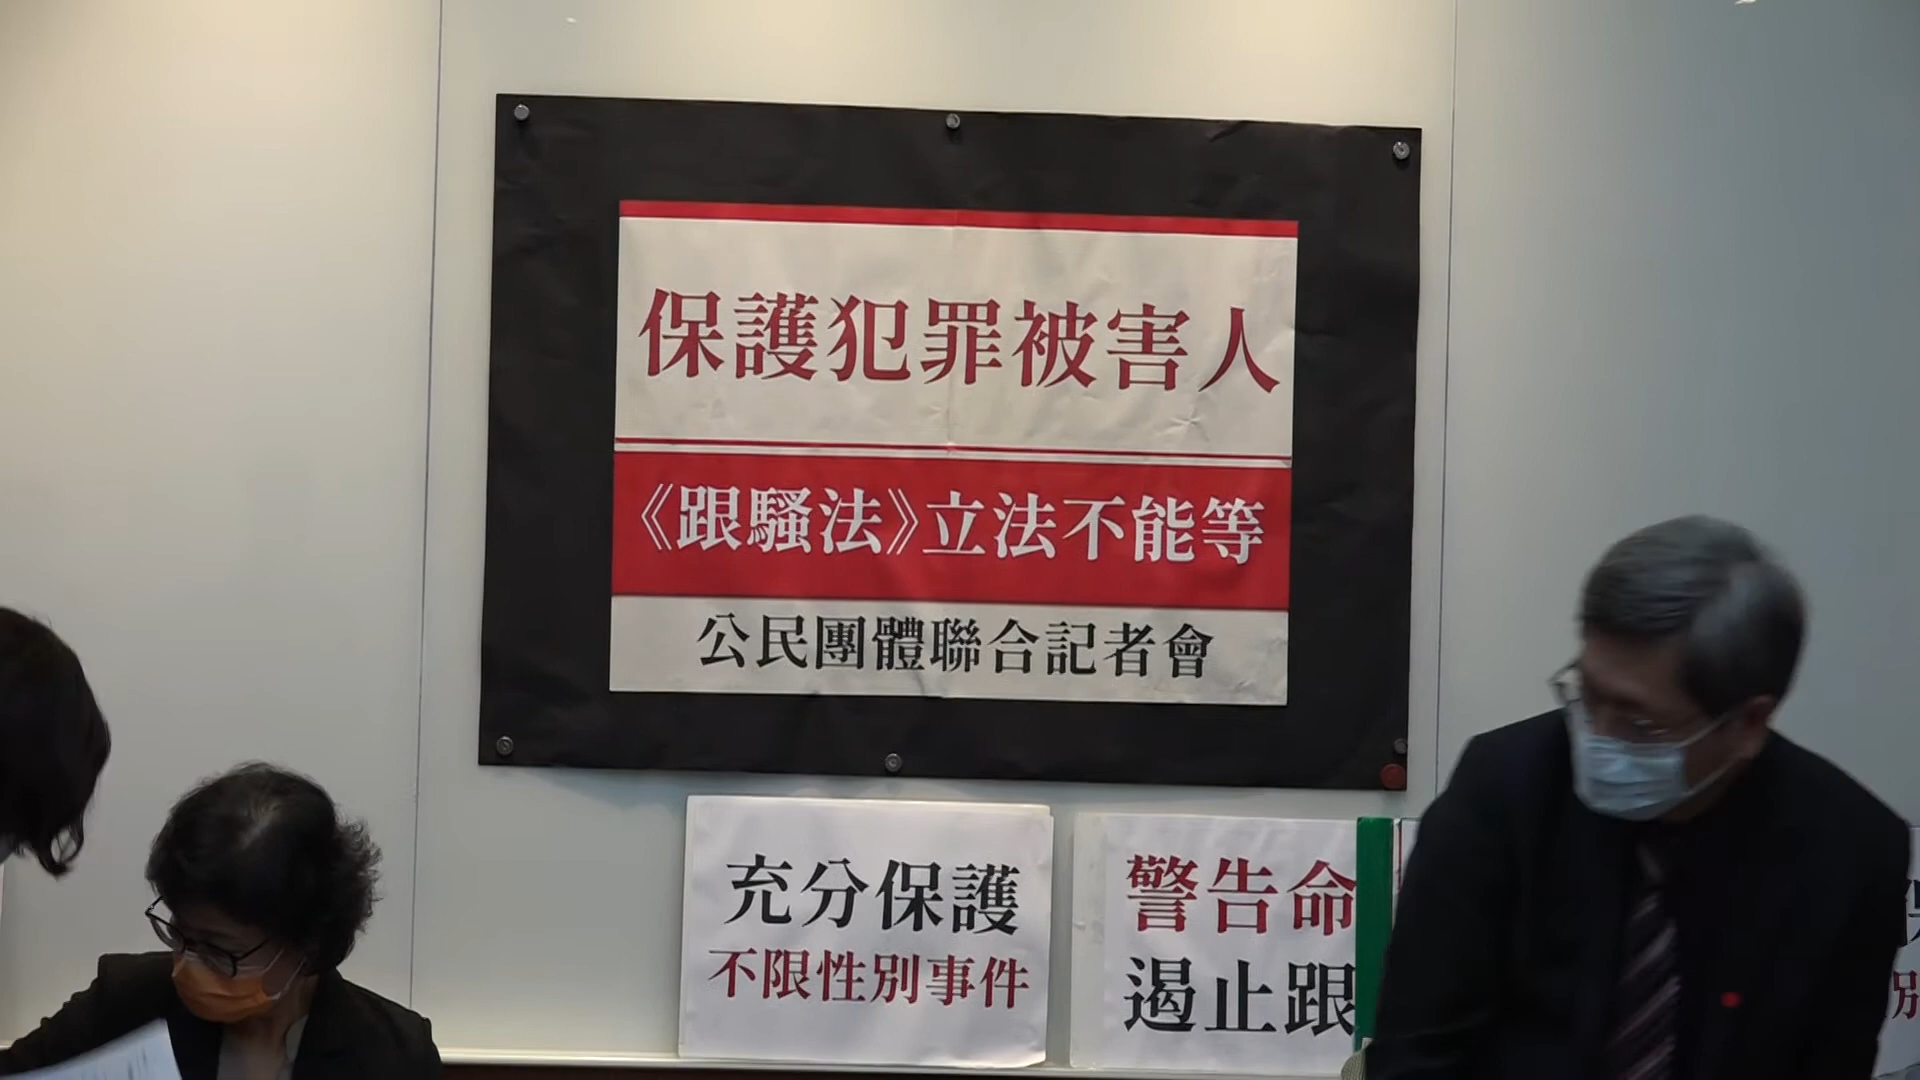 保護犯罪被害人
《跟騷法》立法不能等
公民團體聯合記者會
充分保護
不限性別事件
警告命
遏止跟
別